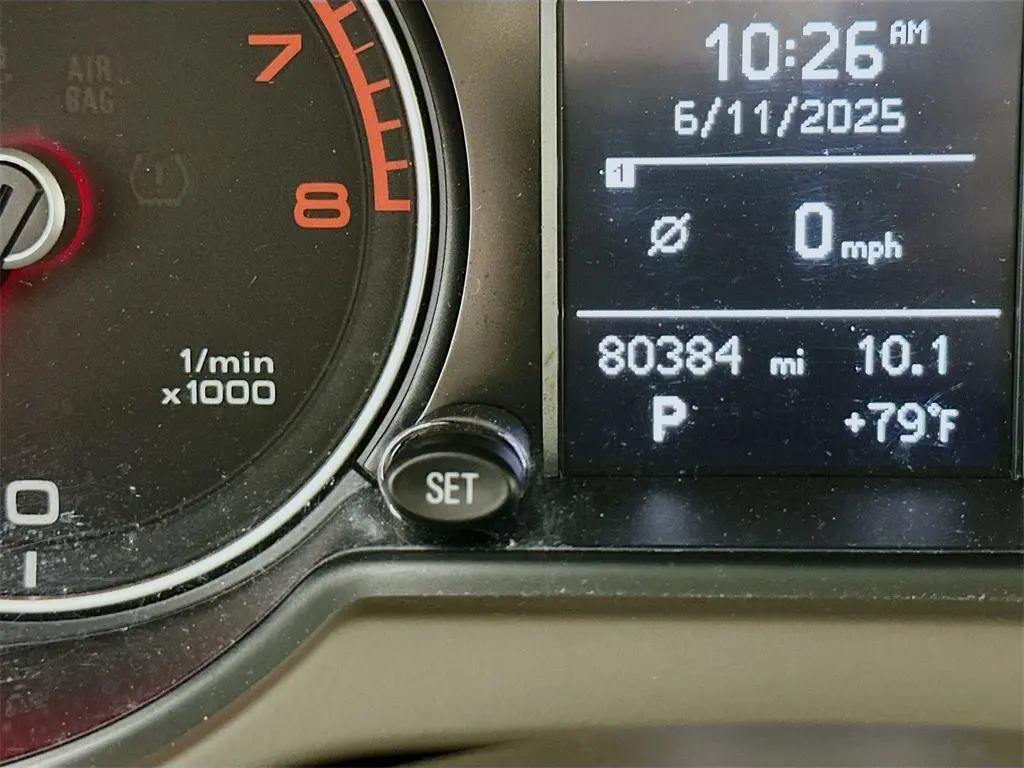 7
AIR
BAG
8
1/min
x1000
0
SET
10:26 AM
6/11/2025
1
Ø 0 mph
80384 mi 10.1
P +79°F